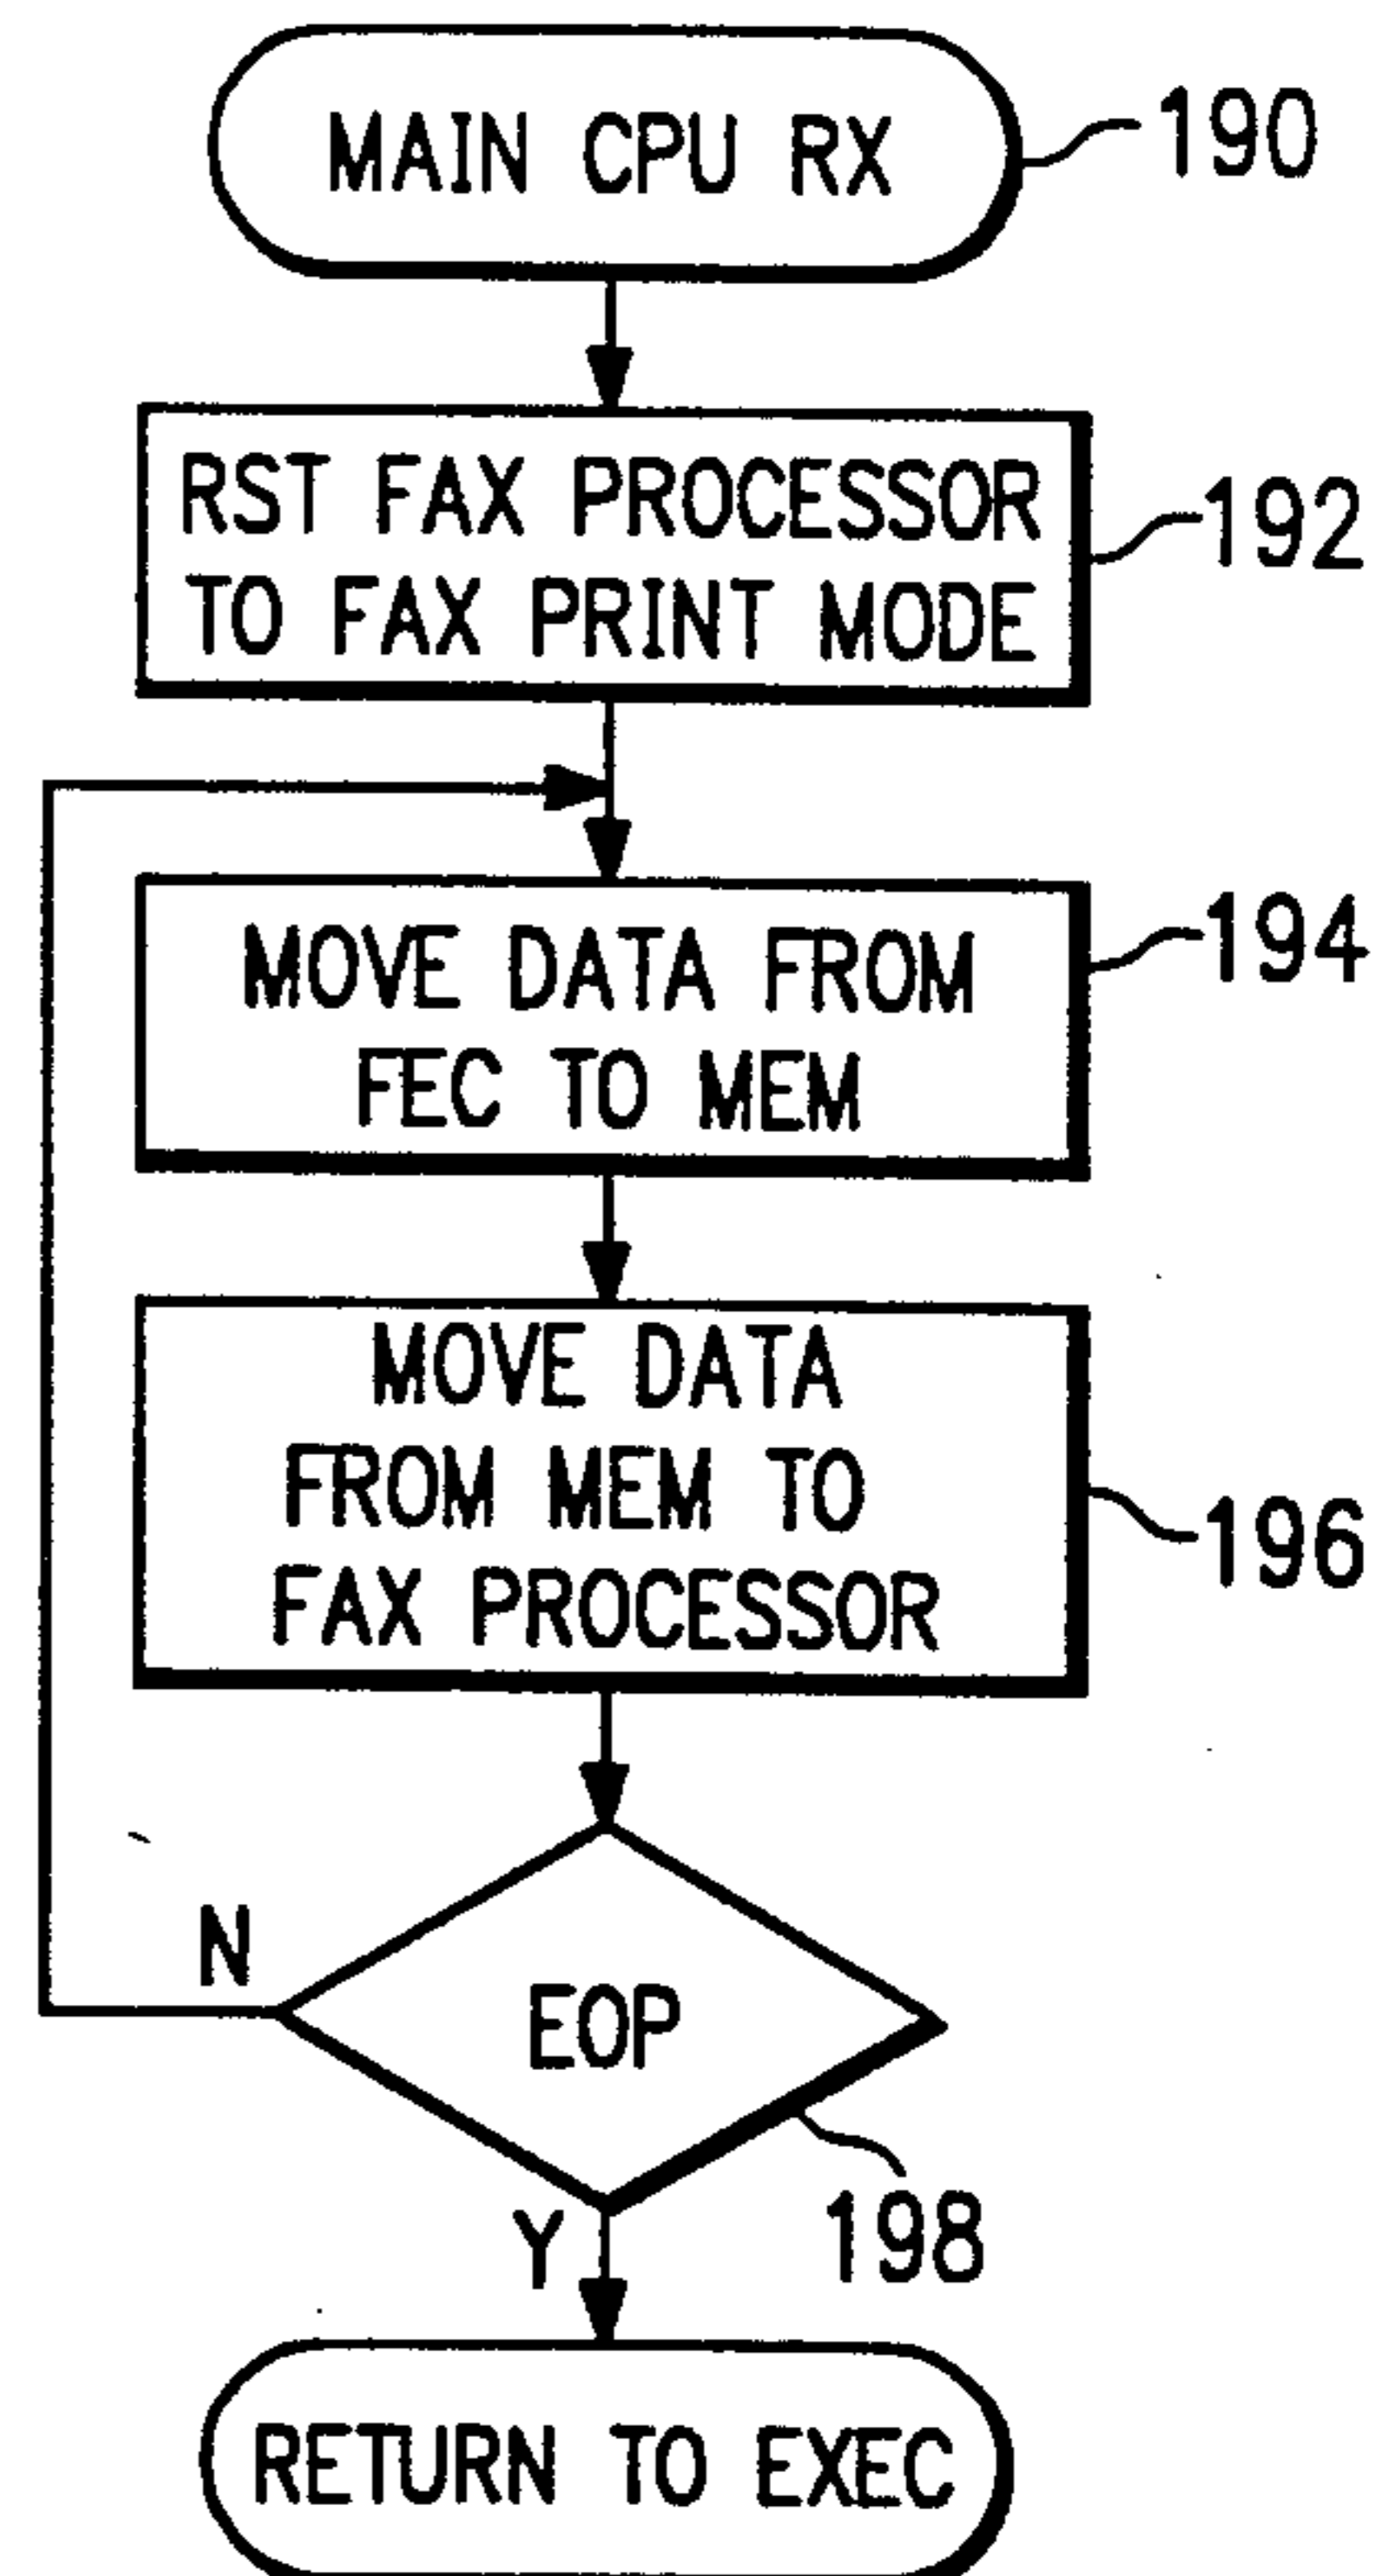 MAIN CPU RX
190
RST FAX PROCESSOR
TO FAX PRINT MODE
192
MOVE DATA FROM
FEC TO MEM
194
MOVE DATA
FROM MEM TO
FAX PROCESSOR
196
N
EOP
198
Y
RETURN TO EXEC